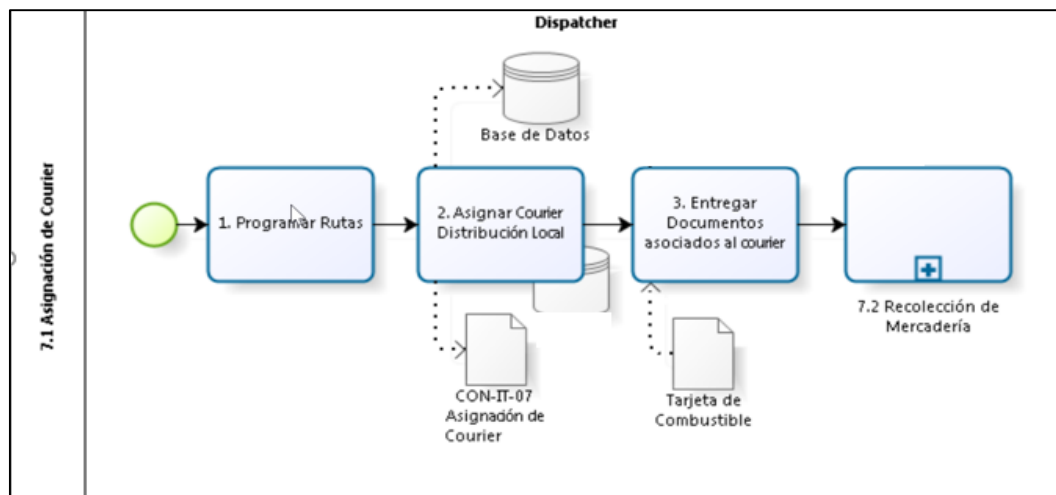 Dispatcher
7.1 Asignación de Courier
Base de Datos
1. Programar Rutas
2. Asignar Courier
Distribución Local
3. Entregar
Documentos
asociados al courier
7.2 Recolección de
Mercadería
CON-IT-07
Asignación de
Courier
Tarjeta de
Combustible